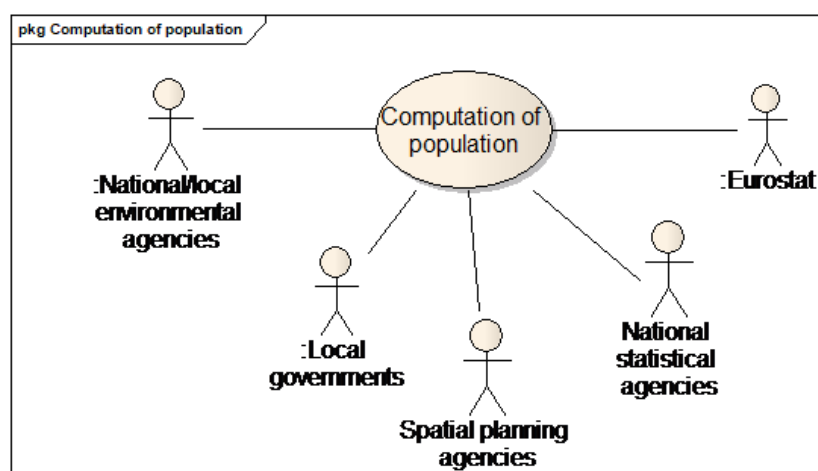 pkg Computation of population
Computation of
population
:National/local
environmental
agencies
:Eurostat
:Local
governments
National
statistical
agencies
Spatial planning
agencies